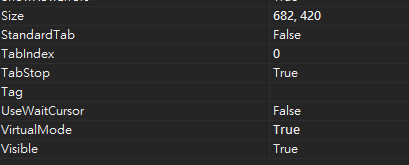 Size 682, 420
StandardTab False
TabIndex 0
TabStop True
Tag
UseWaitCursor False
VirtualMode True
Visible True